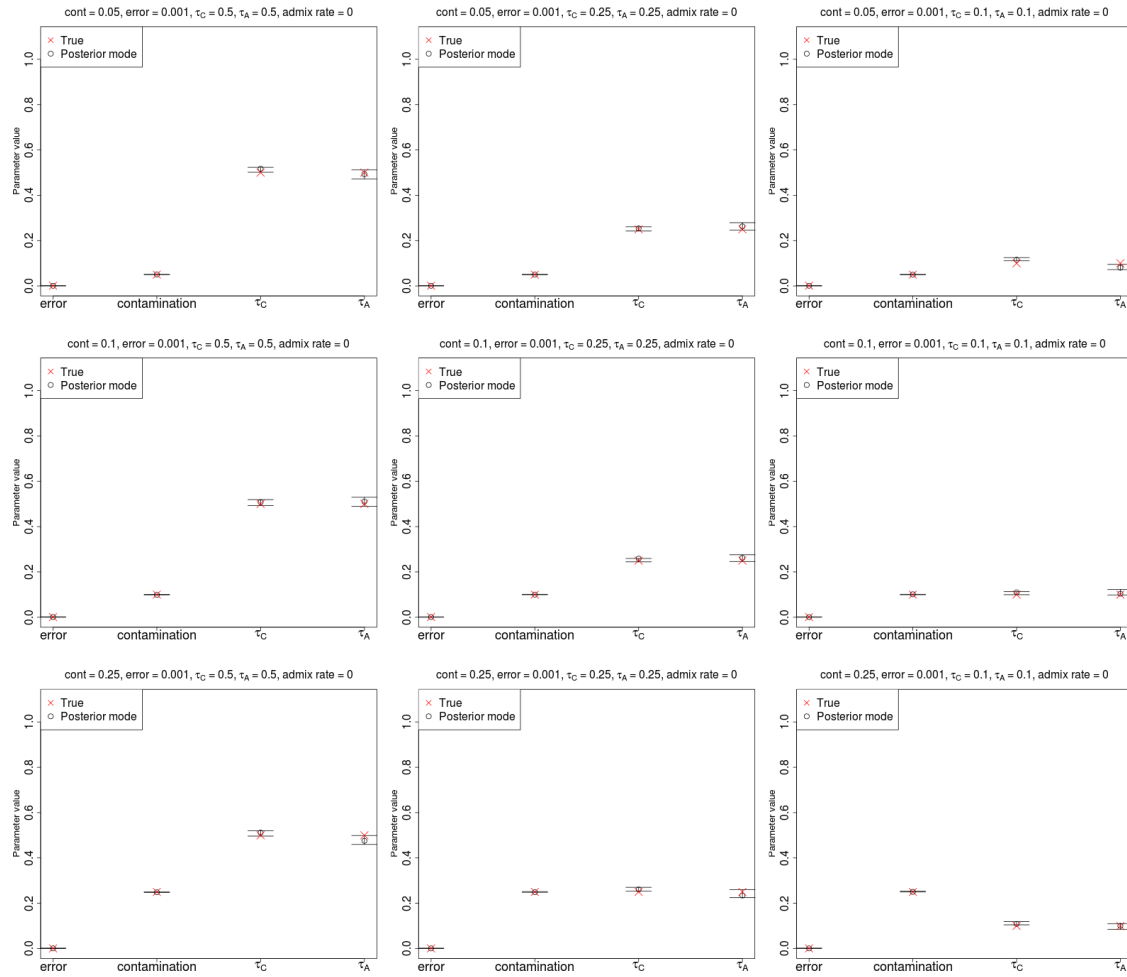 cont = 0.05, error = 0.001, τC = 0.5, τA = 0.5, admix rate = 0
× True
○ Posterior mode
Parameter value
0.0 0.2 0.4 0.6 0.8 1.0
error contamination τC τA
cont = 0.05, error = 0.001, τC = 0.25, τA = 0.25, admix rate = 0
× True
○ Posterior mode
Parameter value
0.0 0.2 0.4 0.6 0.8 1.0
error contamination τC τA
cont = 0.05, error = 0.001, τC = 0.1, τA = 0.1, admix rate = 0
× True
○ Posterior mode
Parameter value
0.0 0.2 0.4 0.6 0.8 1.0
error contamination τC τA
cont = 0.1, error = 0.001, τC = 0.5, τA = 0.5, admix rate = 0
× True
○ Posterior mode
Parameter value
0.0 0.2 0.4 0.6 0.8 1.0
error contamination τC τA
cont = 0.1, error = 0.001, τC = 0.25, τA = 0.25, admix rate = 0
× True
○ Posterior mode
Parameter value
0.0 0.2 0.4 0.6 0.8 1.0
error contamination τC τA
cont = 0.1, error = 0.001, τC = 0.1, τA = 0.1, admix rate = 0
× True
○ Posterior mode
Parameter value
0.0 0.2 0.4 0.6 0.8 1.0
error contamination τC τA
cont = 0.25, error = 0.001, τC = 0.5, τA = 0.5, admix rate = 0
× True
○ Posterior mode
Parameter value
0.0 0.2 0.4 0.6 0.8 1.0
error contamination τC τA
cont = 0.25, error = 0.001, τC = 0.25, τA = 0.25, admix rate = 0
× True
○ Posterior mode
Parameter value
0.0 0.2 0.4 0.6 0.8 1.0
error contamination τC τA
cont = 0.25, error = 0.001, τC = 0.1, τA = 0.1, admix rate = 0
× True
○ Posterior mode
Parameter value
0.0 0.2 0.4 0.6 0.8 1.0
error contamination τC τA